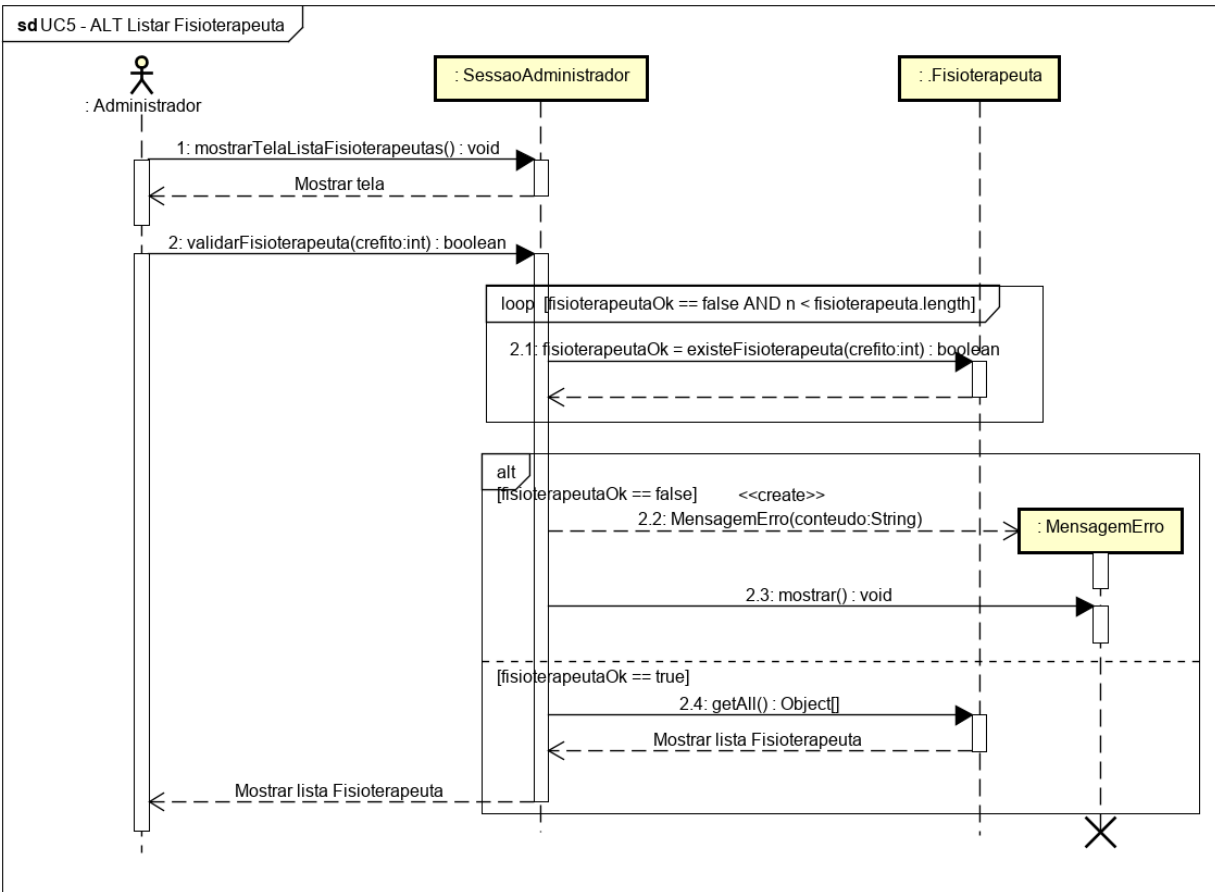 sd UC5 - ALT Listar Fisioterapeuta
: Administrador
: SessaoAdministrador
: .Fisioterapeuta
1: mostrarTelaListaFisioterapeutas() : void
Mostrar tela
2: validarFisioterapeuta(crefito:int) : boolean
loop [fisioterapeutaOk == false AND n < fisioterapeuta.length]
2.1: fisioterapeutaOk = existeFisioterapeuta(crefito:int) : boolean
alt
[fisioterapeutaOk == false]
<<create>>
2.2: MensagemErro(conteudo:String)
: MensagemErro
2.3: mostrar() : void
[fisioterapeutaOk == true]
2.4: getAll() : Object[]
Mostrar lista Fisioterapeuta
Mostrar lista Fisioterapeuta